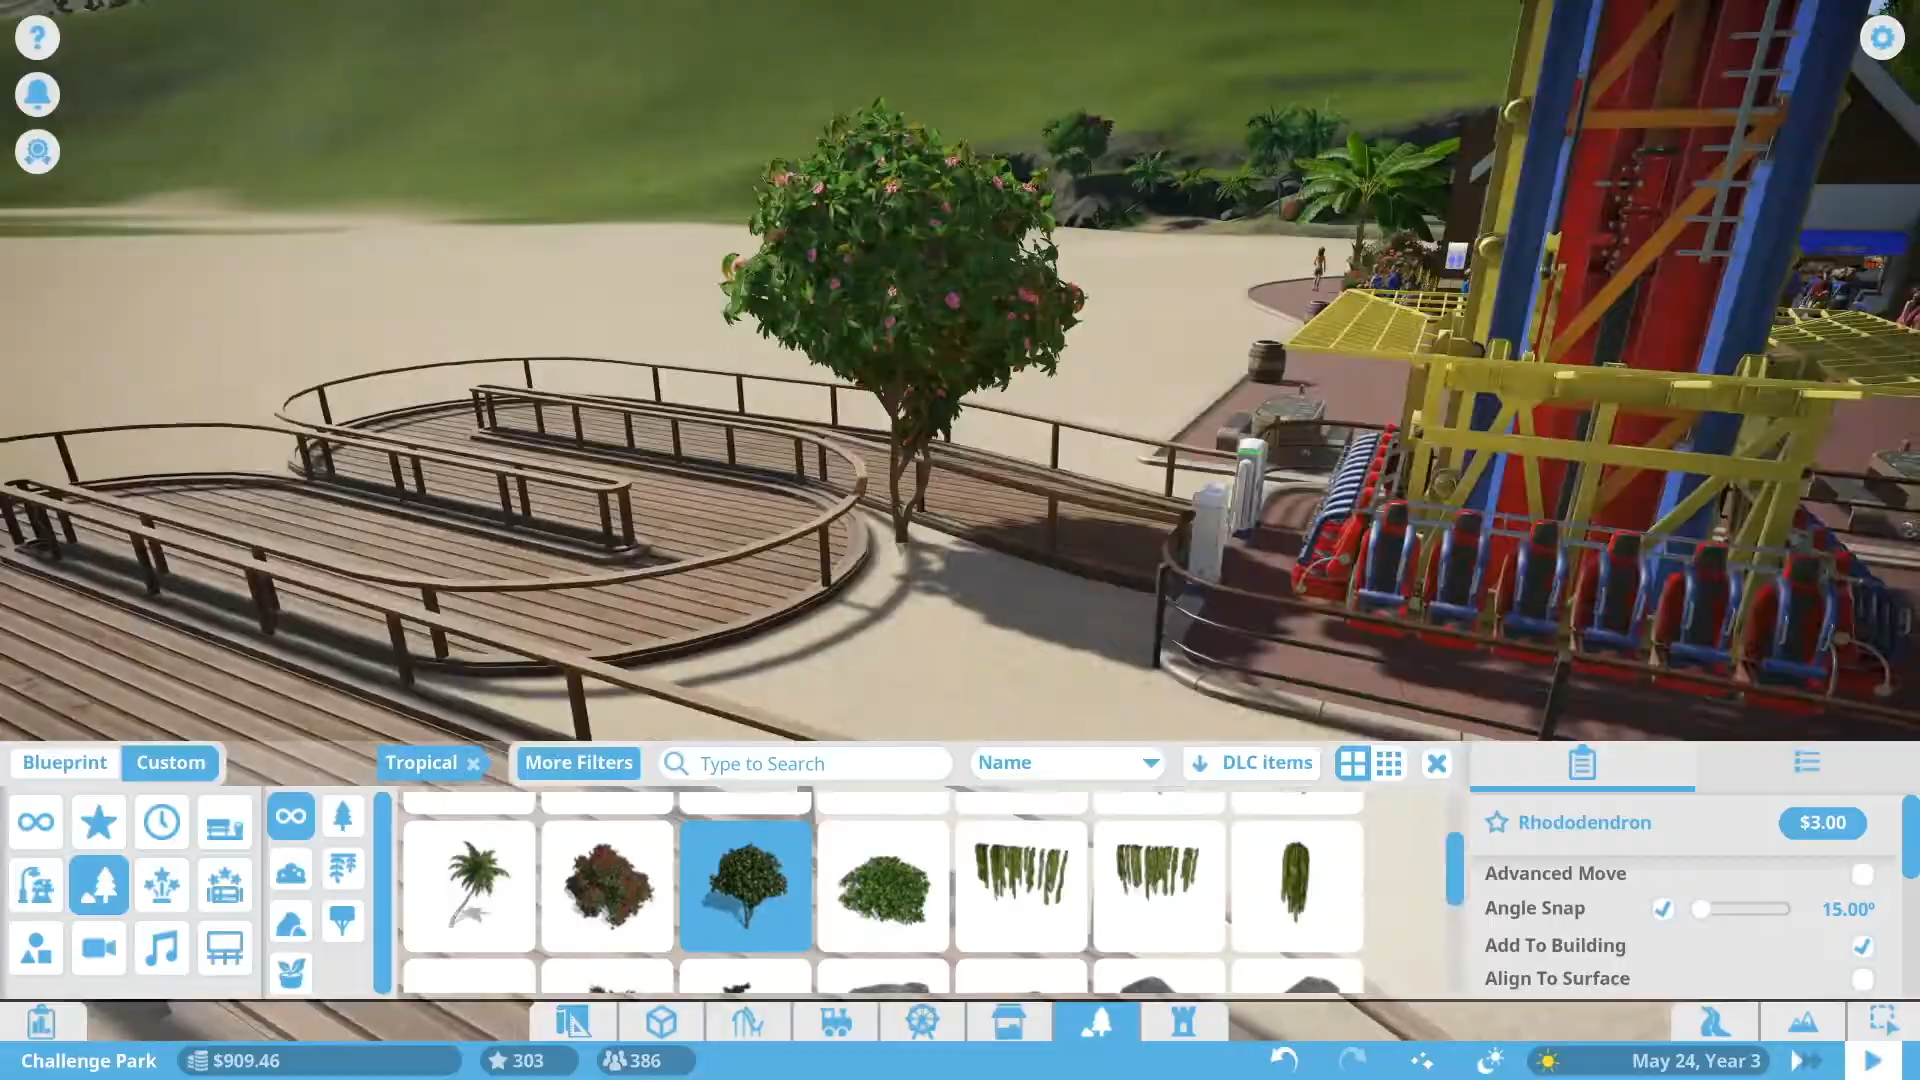 ?
Blueprint
Custom
Tropical
More Filters
Type to Search
Name
DLC items
Rhododendron
$3.00
Advanced Move
Angle Snap
15.00°
Add To Building
Align To Surface
Challenge Park
$909.46
303
386
May 24, Year 3